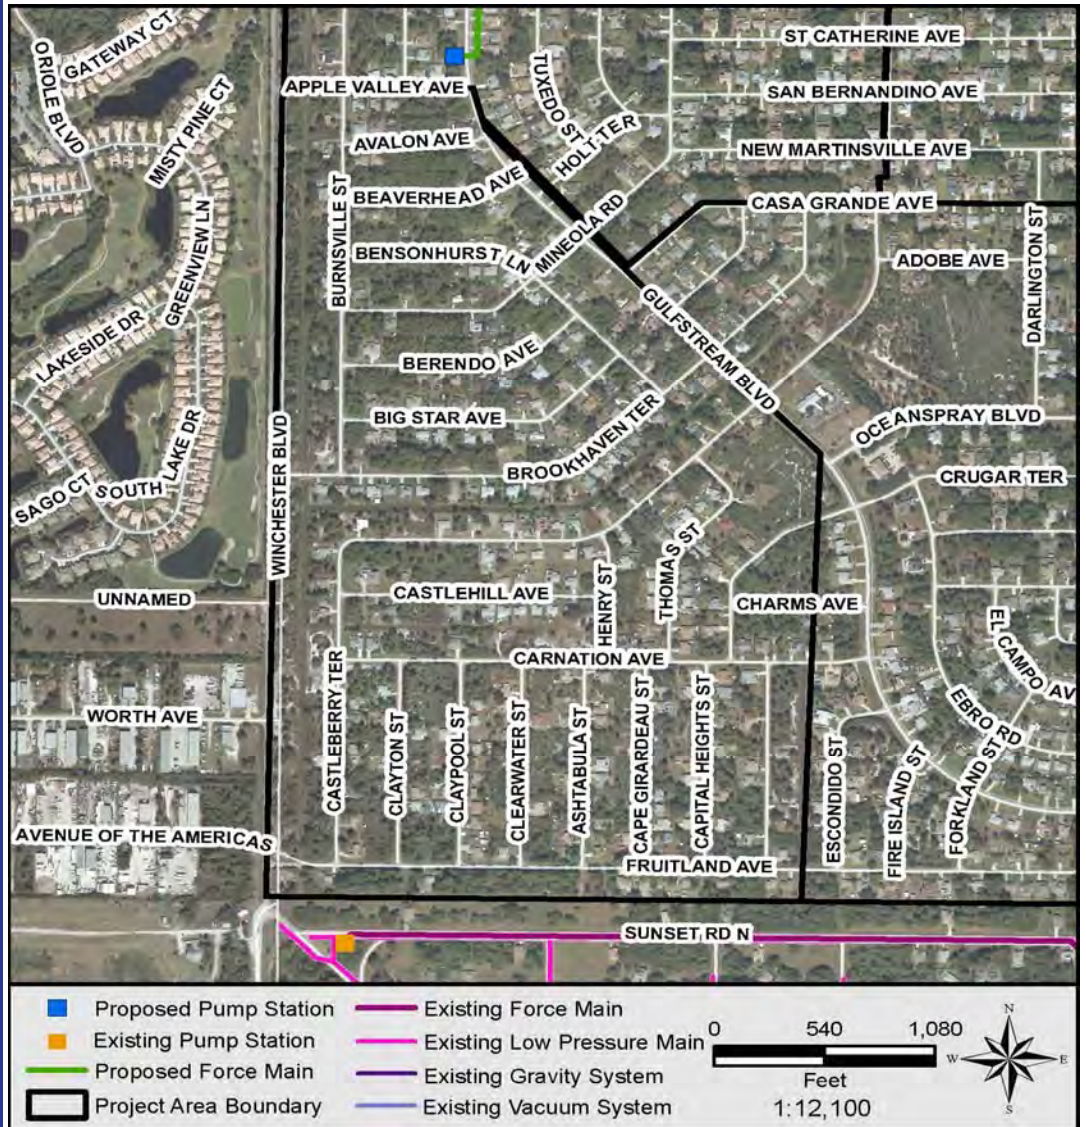 GATEWAY CT
ORIOLE BLVD
MISTY PINE CT
TUXEDO ST
ST CATHERINE AVE
APPLE VALLEY AVE
SAN BERNANDINO AVE
AVALON AVE
HOLT TER
NEW MARTINSVILLE AVE
BEAVERHEAD AVE
CASA GRANDE AVE
BURNSVILLE ST
MINEOLA RD
GREENVIEW LN
BENSONHURST LN
ADOBE AVE
DARLINGTON ST
LAKESIDE DR
GULFSTREAM BLVD
BERENDO AVE
BIG STAR AVE
OCEANSPRAY BLVD
WINCHESTER BLVD
BROOKHAVEN TER
SOUTH LAKE DR
SAGO CT
CRUGAR TER
THOMAS ST
UNNAMED
CASTLEHILL AVE
HENRY ST
CHARMS AVE
EL CAMPO AV
CARNATION AVE
CASTLEBERRY TER
WORTH AVE
CLAYTON ST
CLAYPOOL ST
CLEARWATER ST
ASHTABULA ST
CAPE GIRARDEAU ST
CAPITAL HEIGHTS ST
EBRO RD
ESCONDIDO ST
FIRE ISLAND ST
FORKLAND ST
AVENUE OF THE AMERICAS
FRUITLAND AVE
SUNSET RD N
Proposed Pump Station
Existing Pump Station
Proposed Force Main
Project Area Boundary
Existing Force Main
Existing Low Pressure Main
Existing Gravity System
Existing Vacuum System
0 540 1,080
Feet
1:12,100
N
W
E
S